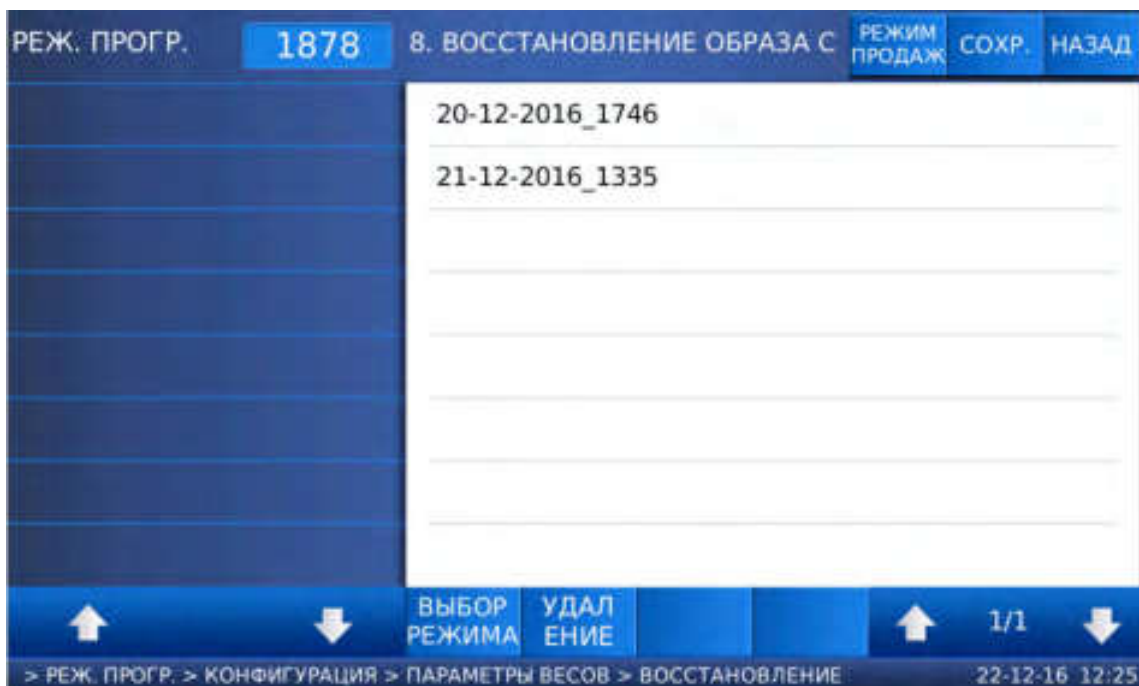 РЕЖ. ПРОГР. 1878 8. ВОССТАНОВЛЕНИЕ ОБРАЗА С
РЕЖИМ
ПРОДАЖ
СОХР.
НАЗАД
20-12-2016_1746
21-12-2016_1335
ВЫБОР
РЕЖИМА
УДАЛ
ЕНИЕ
1/1
> РЕЖ. ПРОГР. > КОНФИГУРАЦИЯ > ПАРАМЕТРЫ ВЕСОВ > ВОССТАНОВЛЕНИЕ 22-12-16 12:25